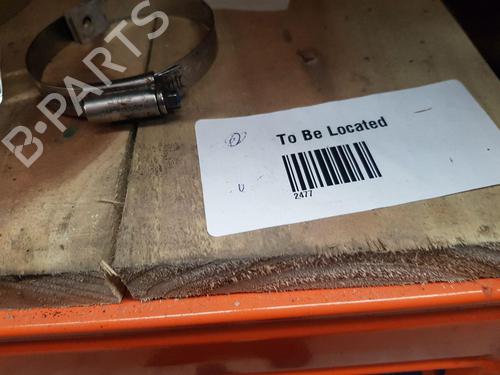 B-PARTS
To Be Located
U
2477